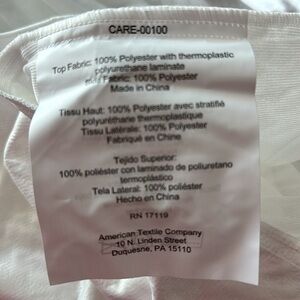 CARE-00100
Top Fabric: 100% Polyester with thermoplastic
polyurethane laminate
Fabric: 100% Polyester
Made in China
Tissu Haut: 100% Polyester avec stratifié
polyuréthane thermoplastique
Tissu Latérale: 100% Polyester
Fabriqué en Chine
Tejido Superior:
100% poliéster con laminado de poliuretano
termoplástico
Tela Lateral: 100% poliéster
Hecho en China
RN 17119
American Textile Company
10 N. Linden Street
Duquesne, PA 15110